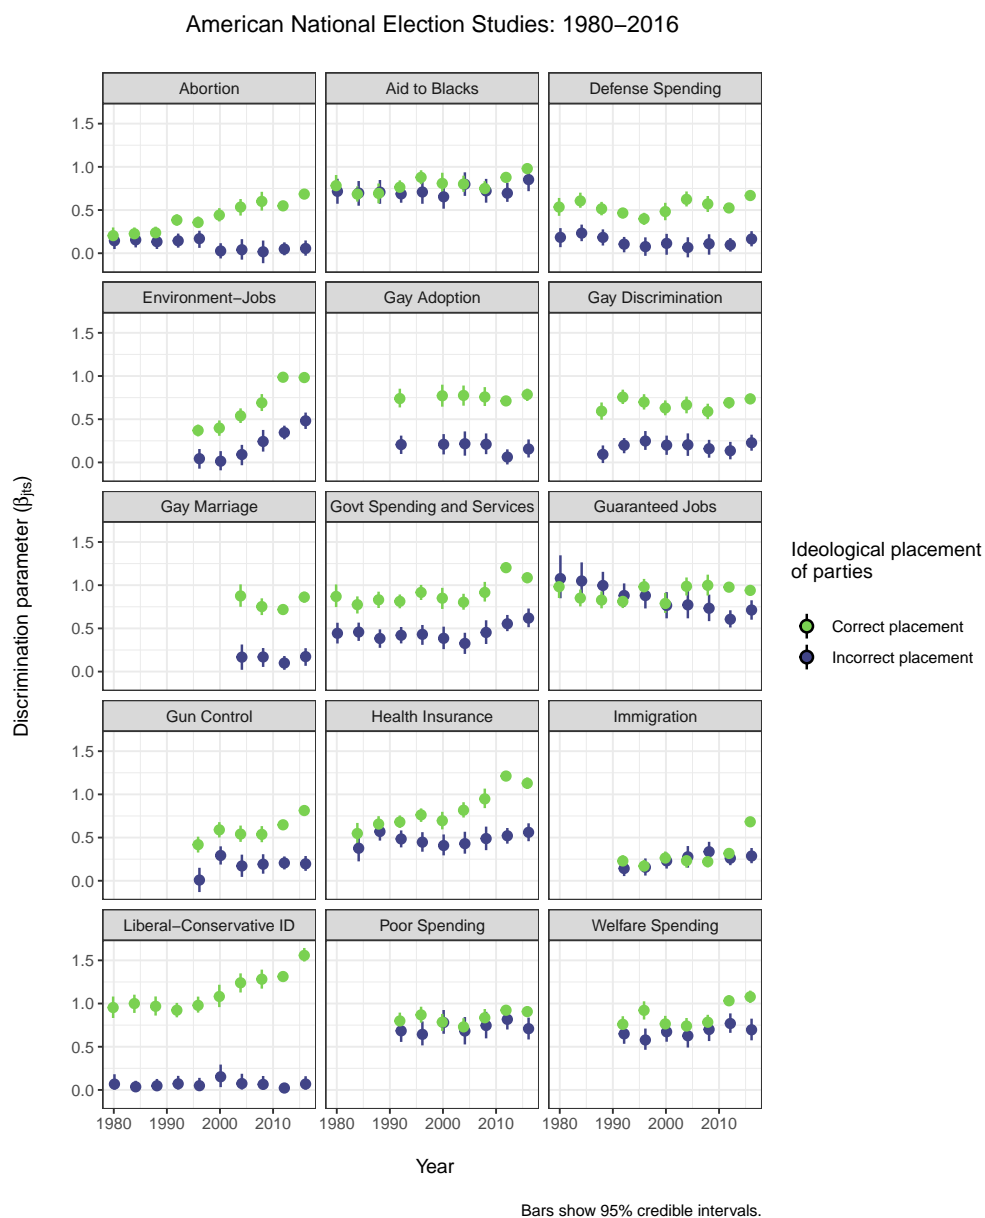 American National Election Studies: 1980–2016
Abortion
Aid to Blacks
Defense Spending
1.5
1.0
0.5
0.0
Environment–Jobs
Gay Adoption
Gay Discrimination
1.5
1.0
0.5
0.0
Gay Marriage
Govt Spending and Services
Guaranteed Jobs
1.5
1.0
0.5
0.0
Gun Control
Health Insurance
Immigration
1.5
1.0
0.5
0.0
Liberal–Conservative ID
Poor Spending
Welfare Spending
1.5
1.0
0.5
0.0
1980 1990 2000 2010
1980 1990 2000 2010
1980 1990 2000 2010
Discrimination parameter (βjts)
Year
Ideological placement
of parties
Correct placement
Incorrect placement
Bars show 95% credible intervals.